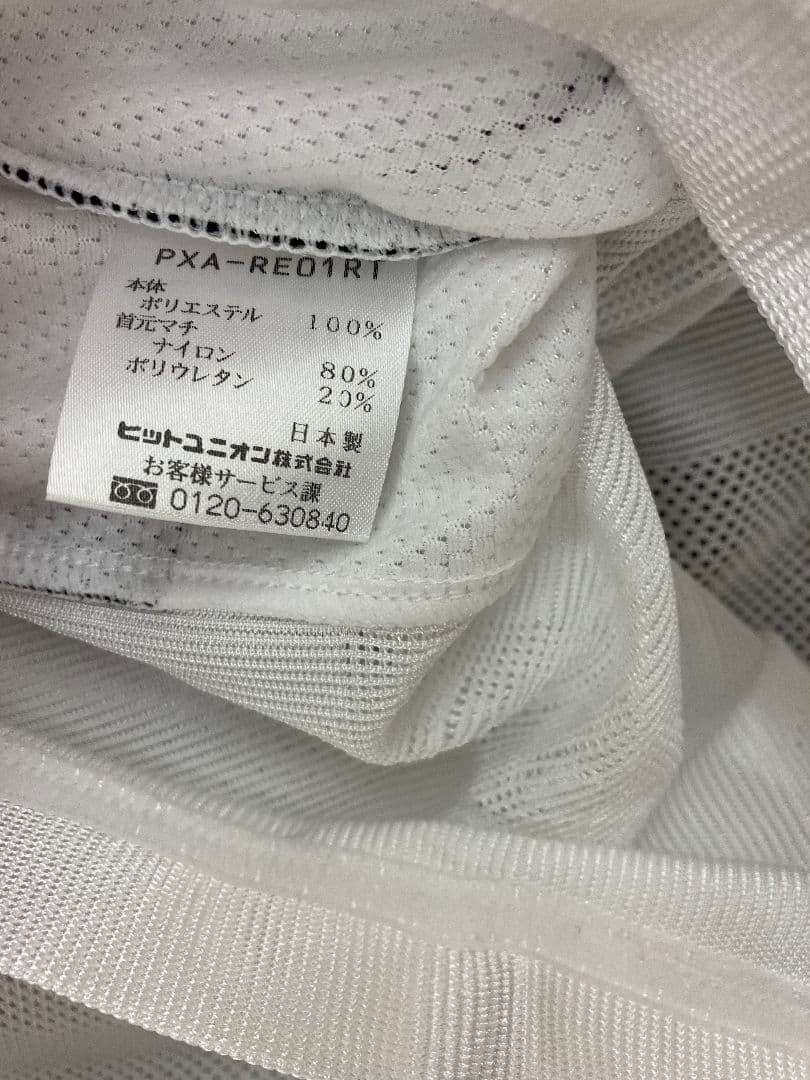 PXA-RE01RT
本体
ポリエステル 100%
首元マチ
ナイロン 80%
ポリウレタン 20%
日本製
ヒットユニオン株式会社
お客様サービス課
0120-630840